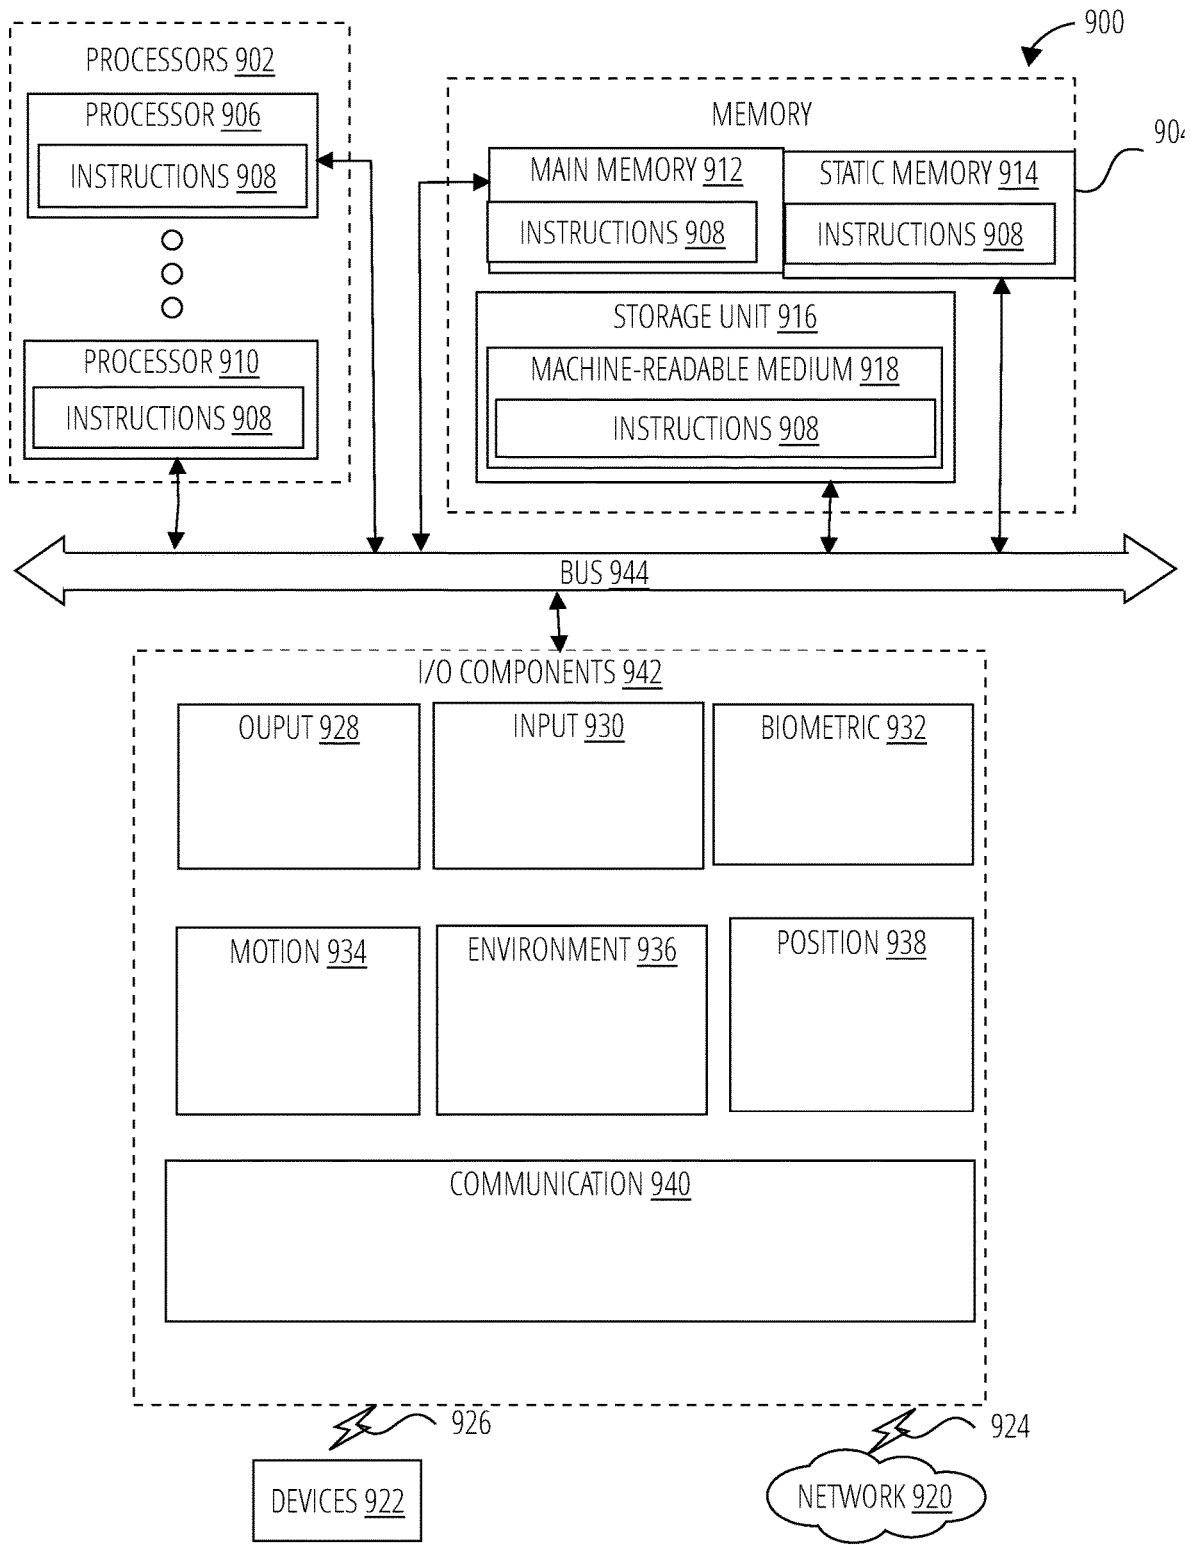 900
PROCESSORS 902
PROCESSOR 906
INSTRUCTIONS 908
PROCESSOR 910
INSTRUCTIONS 908
MEMORY
904
MAIN MEMORY 912
INSTRUCTIONS 908
STATIC MEMORY 914
INSTRUCTIONS 908
STORAGE UNIT 916
MACHINE-READABLE MEDIUM 918
INSTRUCTIONS 908
BUS 944
I/O COMPONENTS 942
OUPUT 928
INPUT 930
BIOMETRIC 932
MOTION 934
ENVIRONMENT 936
POSITION 938
COMMUNICATION 940
926
924
DEVICES 922
NETWORK 920